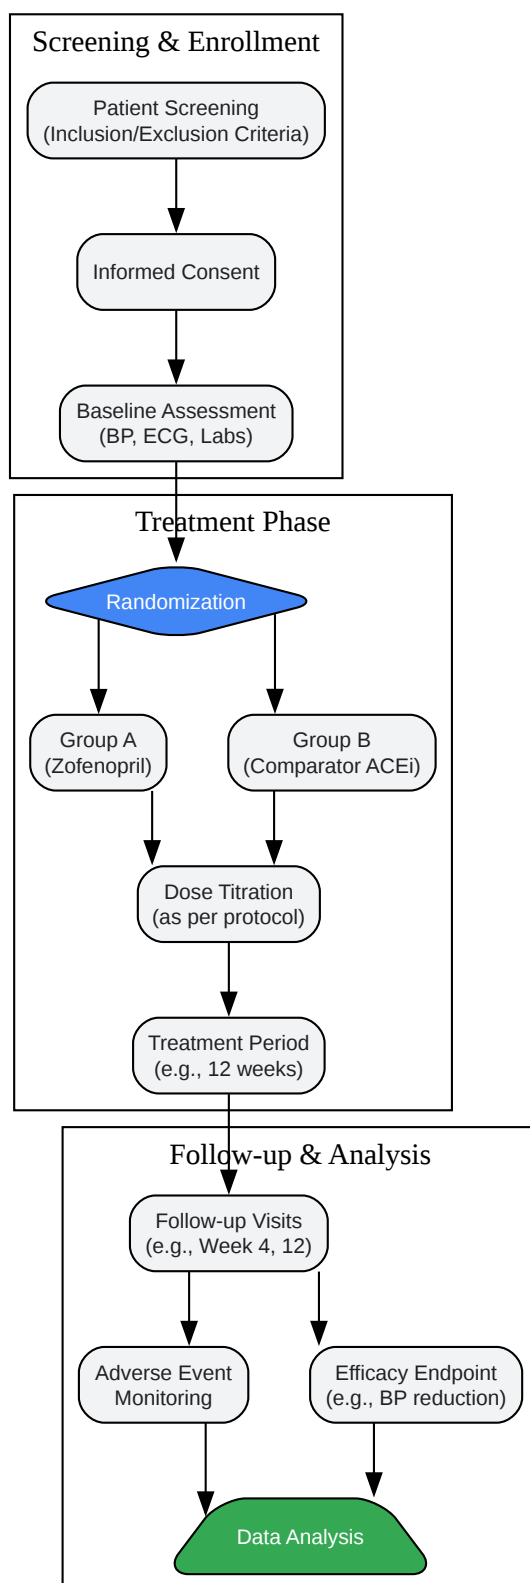 Screening & Enrollment
Patient Screening
(Inclusion/Exclusion Criteria)
Informed Consent
Baseline Assessment
(BP, ECG, Labs)
Treatment Phase
Randomization
Group A
(Zofenopril)
Group B
(Comparator ACEi)
Dose Titration
(as per protocol)
Treatment Period
(e.g., 12 weeks)
Follow-up & Analysis
Follow-up Visits
(e.g., Week 4, 12)
Adverse Event
Monitoring
Efficacy Endpoint
(e.g., BP reduction)
Data Analysis